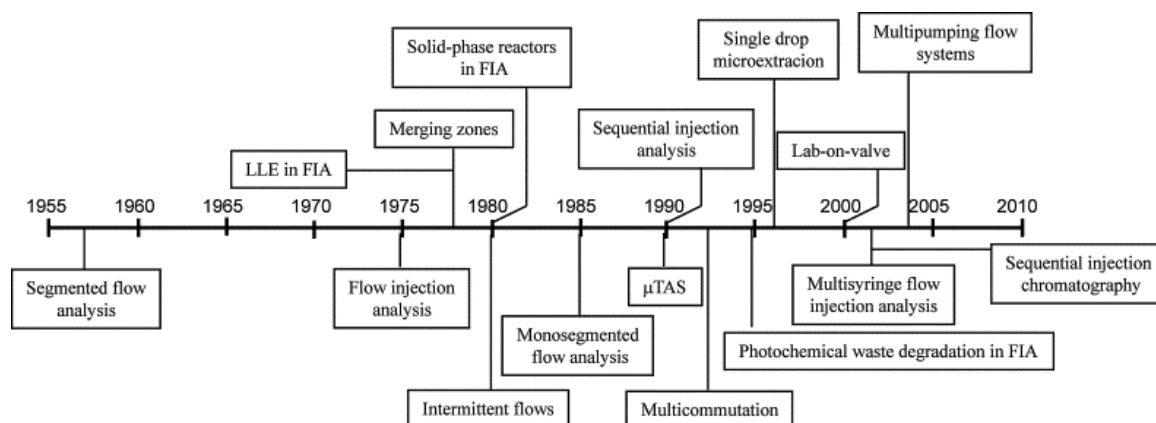 Solid-phase reactors
in FIA
Single drop
microextracion
Multipumping flow
systems
Merging zones
Sequential injection
analysis
Lab-on-valve
LLE in FIA
1955 1960 1965 1970 1975 1980 1985 1990 1995 2000 2005 2010
Segmented flow
analysis
Flow injection
analysis
μTAS
Multisyringe flow
injection analysis
Sequential injection
chromatography
Monosegmented
flow analysis
Photochemical waste degradation in FIA
Intermittent flows
Multicommutation